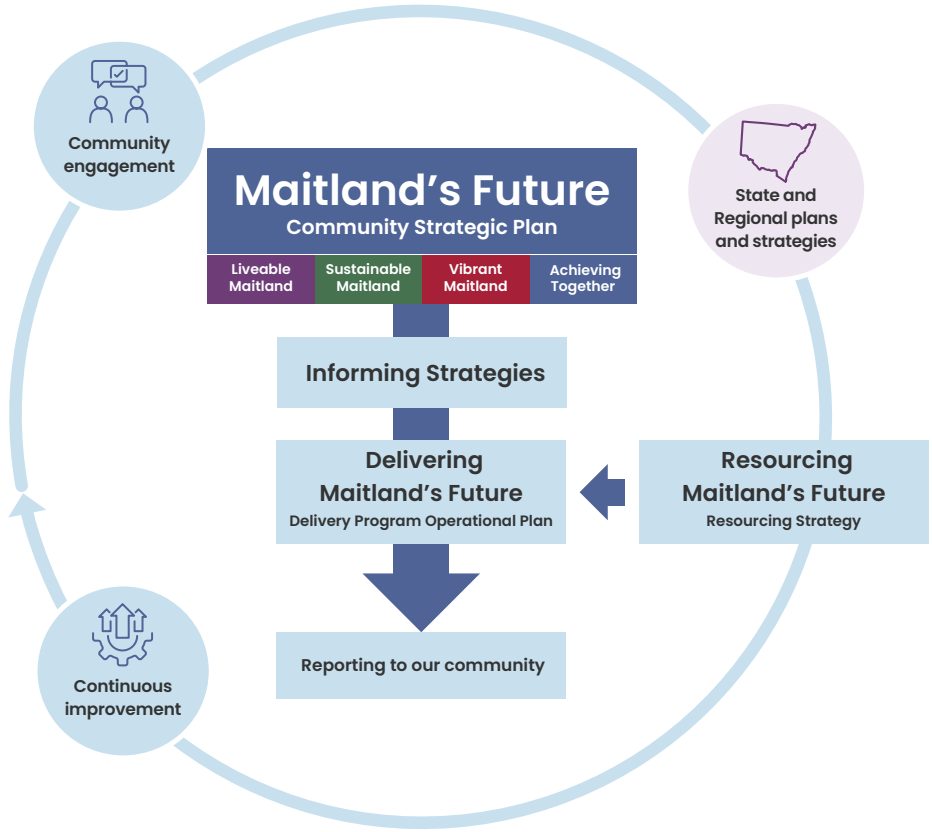 Community
engagement
Maitland’s Future
Community Strategic Plan
Liveable
Maitland
Sustainable
Maitland
Vibrant
Maitland
Achieving
Together
State and
Regional plans
and strategies
Informing Strategies
Delivering
Maitland’s Future
Delivery Program Operational Plan
Resourcing
Maitland’s Future
Resourcing Strategy
Reporting to our community
Continuous
improvement